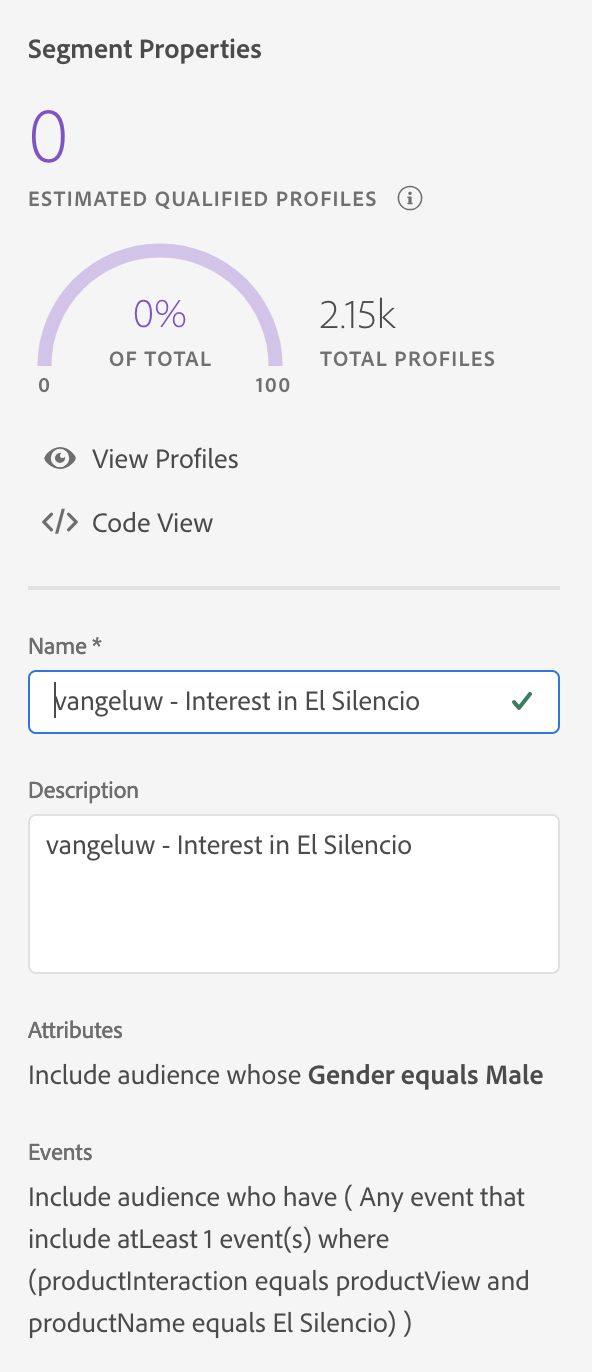 Segment Properties
0
ESTIMATED QUALIFIED PROFILES
0%
OF TOTAL
0
100
2.15k
TOTAL PROFILES
View Profiles
Code View
Name *
vangeluw - Interest in El Silencio
Description
vangeluw - Interest in El Silencio
Attributes
Include audience whose Gender equals Male
Events
Include audience who have ( Any event that
include atLeast 1 event(s) where
(productInteraction equals productView and
productName equals El Silencio) )